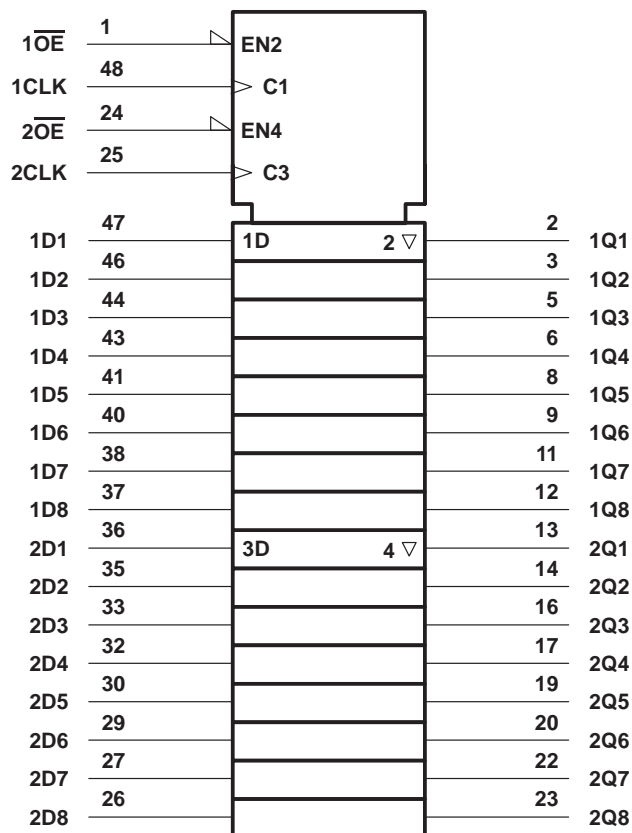 1O̅E̅ 1 EN2
1CLK 48 C1
2O̅E̅ 24 EN4
2CLK 25 C3
1D1 47 1D 2 ▽ 2 1Q1
1D2 46 3 1Q2
1D3 44 5 1Q3
1D4 43 6 1Q4
1D5 41 8 1Q5
1D6 40 9 1Q6
1D7 38 11 1Q7
1D8 37 12 1Q8
2D1 36 3D 4 ▽ 13 2Q1
2D2 35 14 2Q2
2D3 33 16 2Q3
2D4 32 17 2Q4
2D5 30 19 2Q5
2D6 29 20 2Q6
2D7 27 22 2Q7
2D8 26 23 2Q8